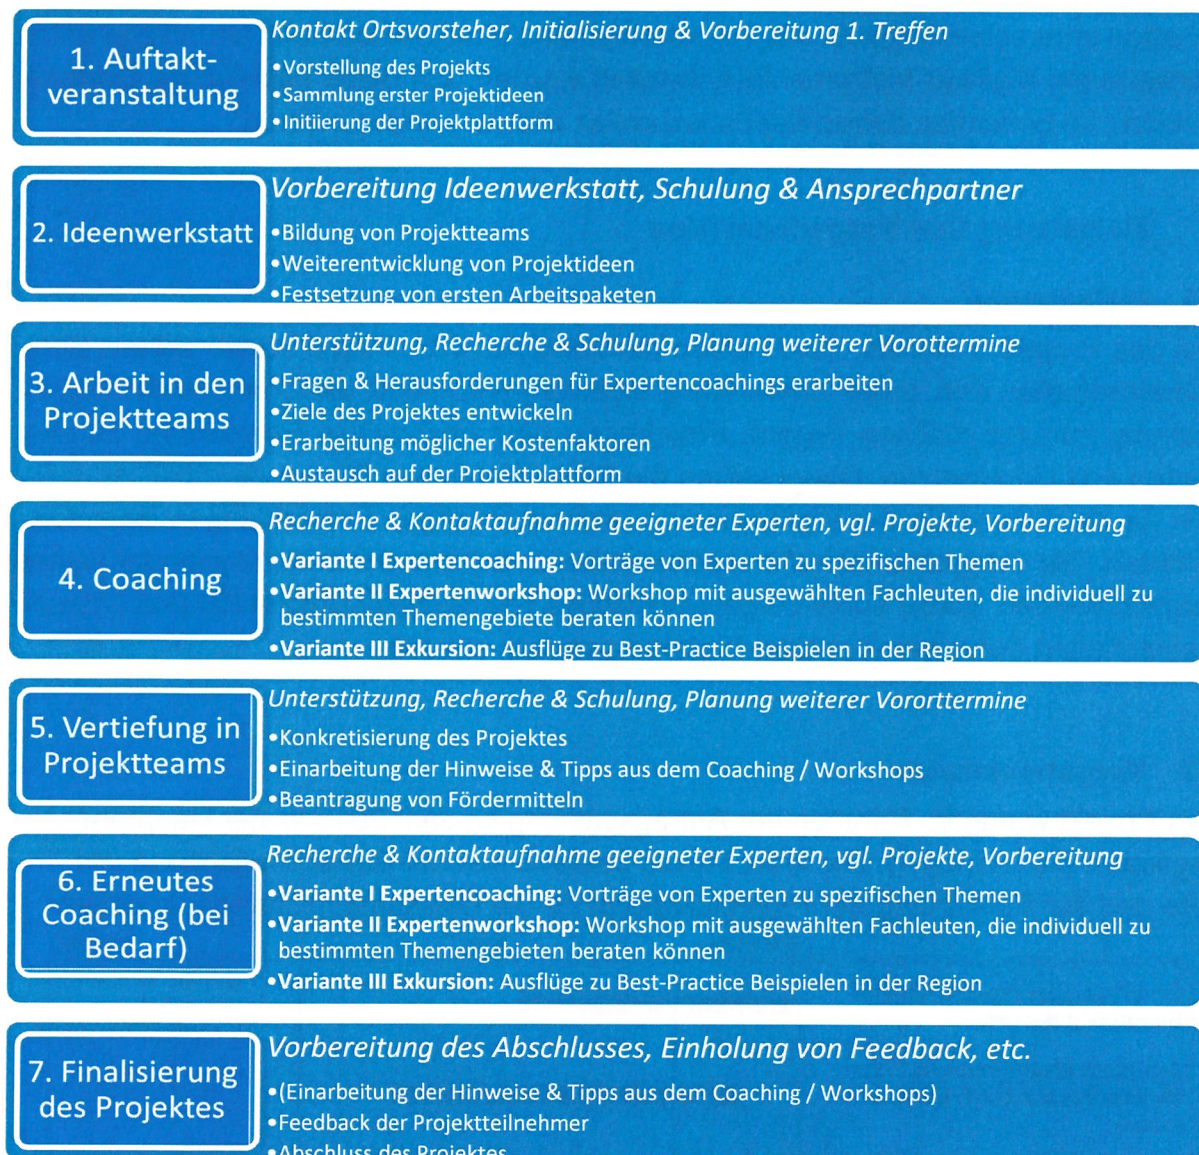 1. Auftakt-
veranstaltung
Kontakt Ortsvorsteher, Initialisierung & Vorbereitung 1. Treffen
•Vorstellung des Projekts
•Sammlung erster Projektideen
•Initiierung der Projektplattform
2. Ideenwerkstatt
Vorbereitung Ideenwerkstatt, Schulung & Ansprechpartner
•Bildung von Projektteams
•Weiterentwicklung von Projektideen
•Festsetzung von ersten Arbeitspaketen
3. Arbeit in den
Projektteams
Unterstützung, Recherche & Schulung, Planung weiterer Vorottermine
•Fragen & Herausforderungen für Expertencoachings erarbeiten
•Ziele des Projektes entwickeln
•Erarbeitung möglicher Kostenfaktoren
•Austausch auf der Projektplattform
4. Coaching
Recherche & Kontaktaufnahme geeigneter Experten, vgl. Projekte, Vorbereitung
•Variante I Expertencoaching: Vorträge von Experten zu spezifischen Themen
•Variante II Expertenworkshop: Workshop mit ausgewählten Fachleuten, die individuell zu
bestimmten Themengebiete beraten können
•Variante III Exkursion: Ausflüge zu Best-Practice Beispielen in der Region
5. Vertiefung in
Projektteams
Unterstützung, Recherche & Schulung, Planung weiterer Vororttermine
•Konkretisierung des Projektes
•Einarbeitung der Hinweise & Tipps aus dem Coaching / Workshops
•Beantragung von Fördermitteln
6. Erneutes
Coaching (bei
Bedarf)
Recherche & Kontaktaufnahme geeigneter Experten, vgl. Projekte, Vorbereitung
•Variante I Expertencoaching: Vorträge von Experten zu spezifischen Themen
•Variante II Expertenworkshop: Workshop mit ausgewählten Fachleuten, die individuell zu
bestimmten Themengebieten beraten können
•Variante III Exkursion: Ausflüge zu Best-Practice Beispielen in der Region
7. Finalisierung
des Projektes
Vorbereitung des Abschlusses, Einholung von Feedback, etc.
•(Einarbeitung der Hinweise & Tipps aus dem Coaching / Workshops)
•Feedback der Projektteilnehmer
•Abschluss des Projektes